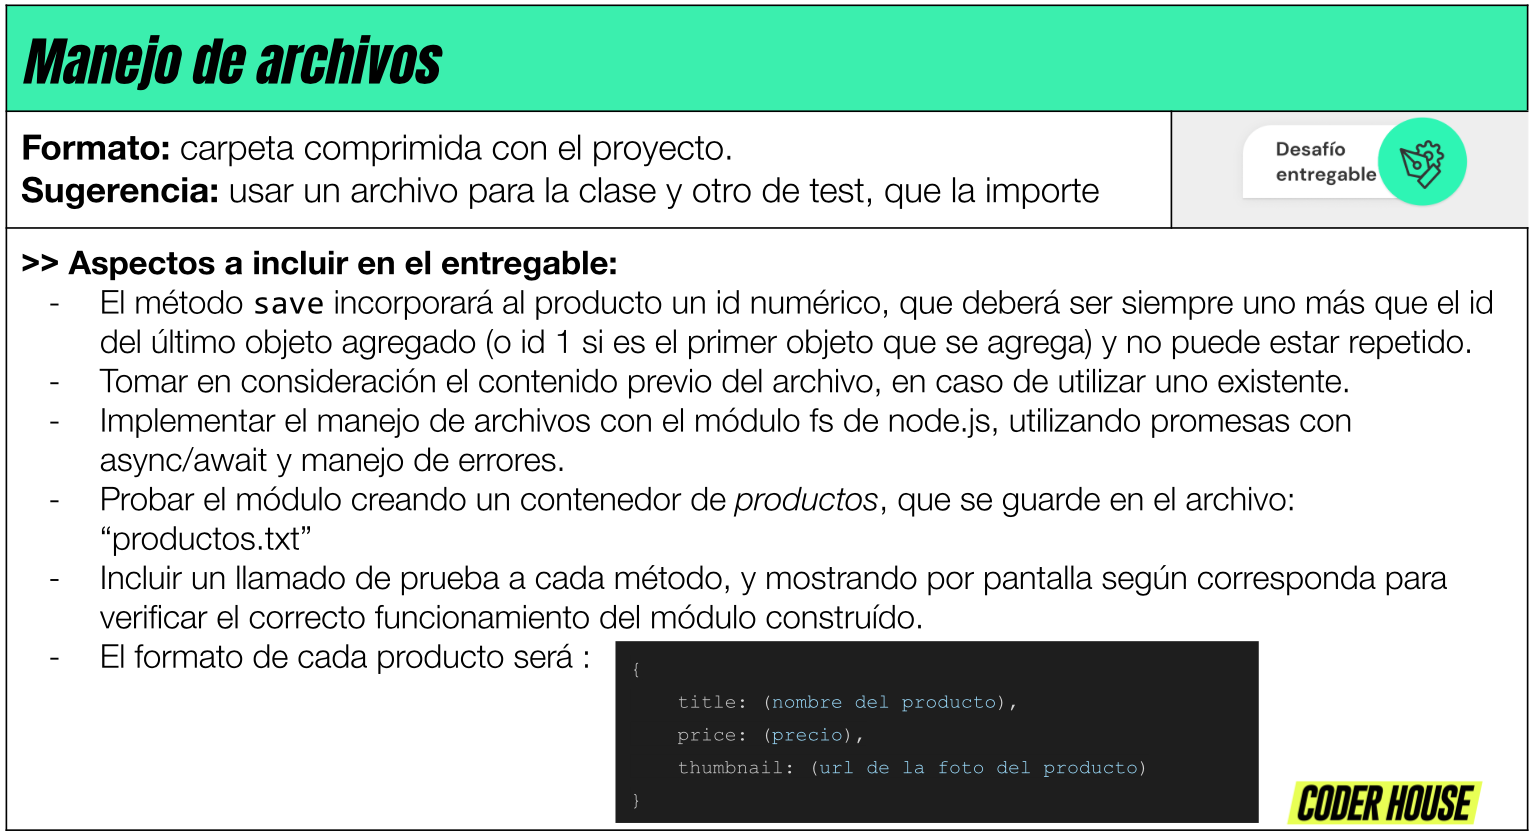 Manejo de archivos
Formato: carpeta comprimida con el proyecto.
Sugerencia: usar un archivo para la clase y otro de test, que la importe
Desafío
entregable
>> Aspectos a incluir en el entregable:
- El método save incorporará al producto un id numérico, que deberá ser siempre uno más que el id
del último objeto agregado (o id 1 si es el primer objeto que se agrega) y no puede estar repetido.
- Tomar en consideración el contenido previo del archivo, en caso de utilizar uno existente.
- Implementar el manejo de archivos con el módulo fs de node.js, utilizando promesas con
async/await y manejo de errores.
- Probar el módulo creando un contenedor de productos, que se guarde en el archivo:
“productos.txt”
- Incluir un llamado de prueba a cada método, y mostrando por pantalla según corresponda para
verificar el correcto funcionamiento del módulo construído.
- El formato de cada producto será :
{
title: (nombre del producto),
price: (precio),
thumbnail: (url de la foto del producto)
}
CODER HOUSE